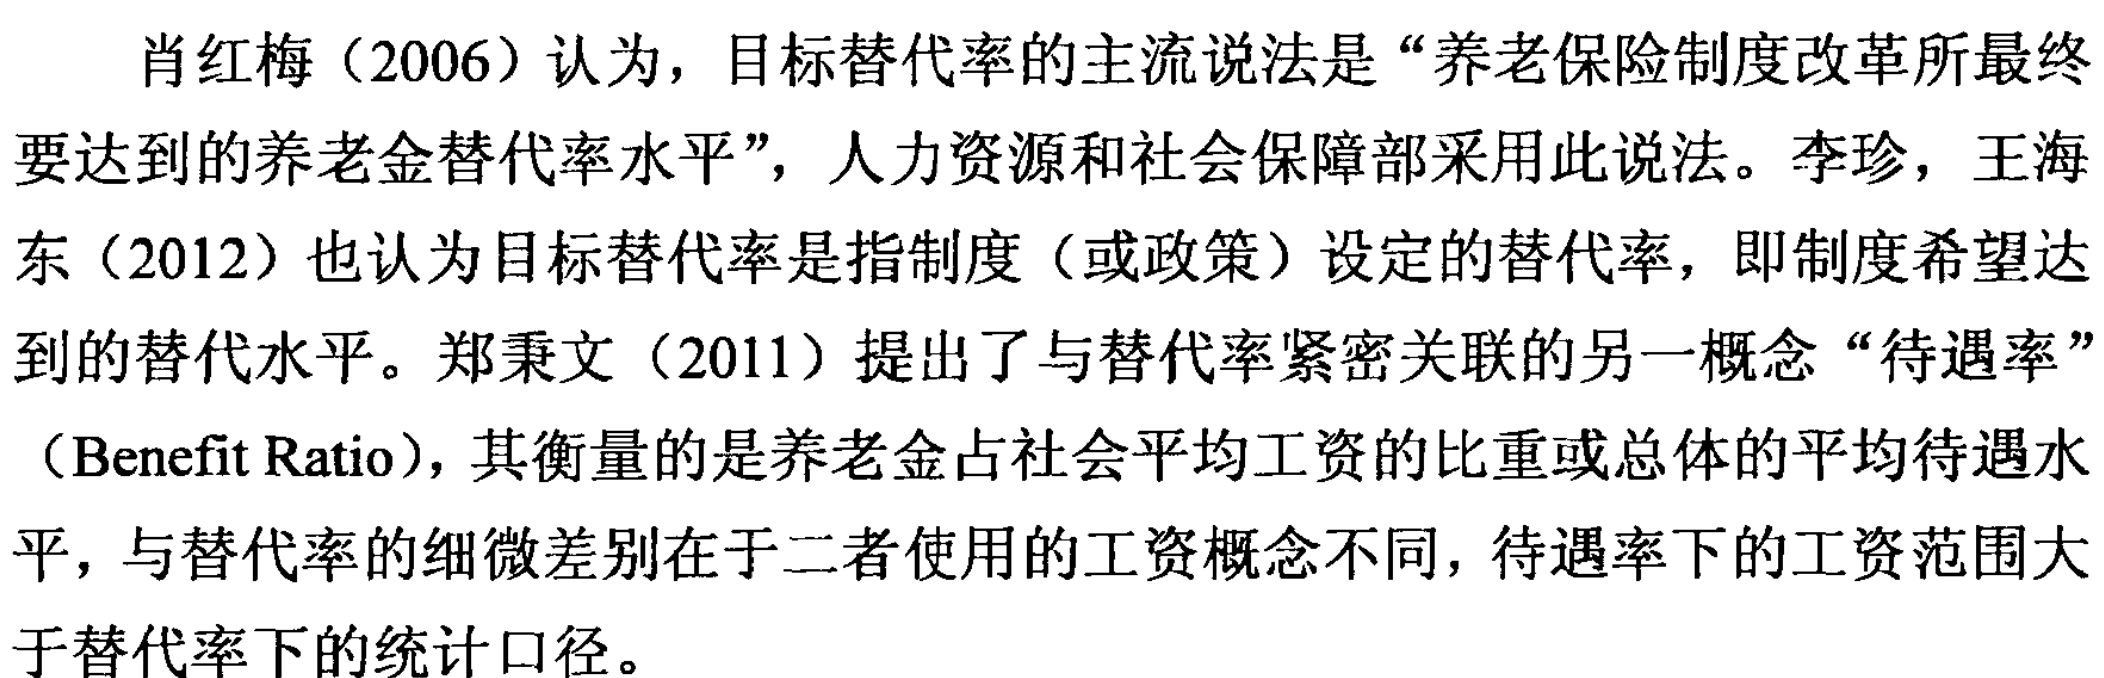 肖红梅（2006）认为，目标替代率的主流说法是“养老保险制度改革所最终
要达到的养老金替代率水平”，人力资源和社会保障部采用此说法。李珍，王海
东（2012）也认为目标替代率是指制度（或政策）设定的替代率，即制度希望达
到的替代水平。郑秉文（2011）提出了与替代率紧密关联的另一概念“待遇率”
（Benefit Ratio），其衡量的是养老金占社会平均工资的比重或总体的平均待遇水
平，与替代率的细微差别在于二者使用的工资概念不同，待遇率下的工资范围大
于替代率下的统计口径。